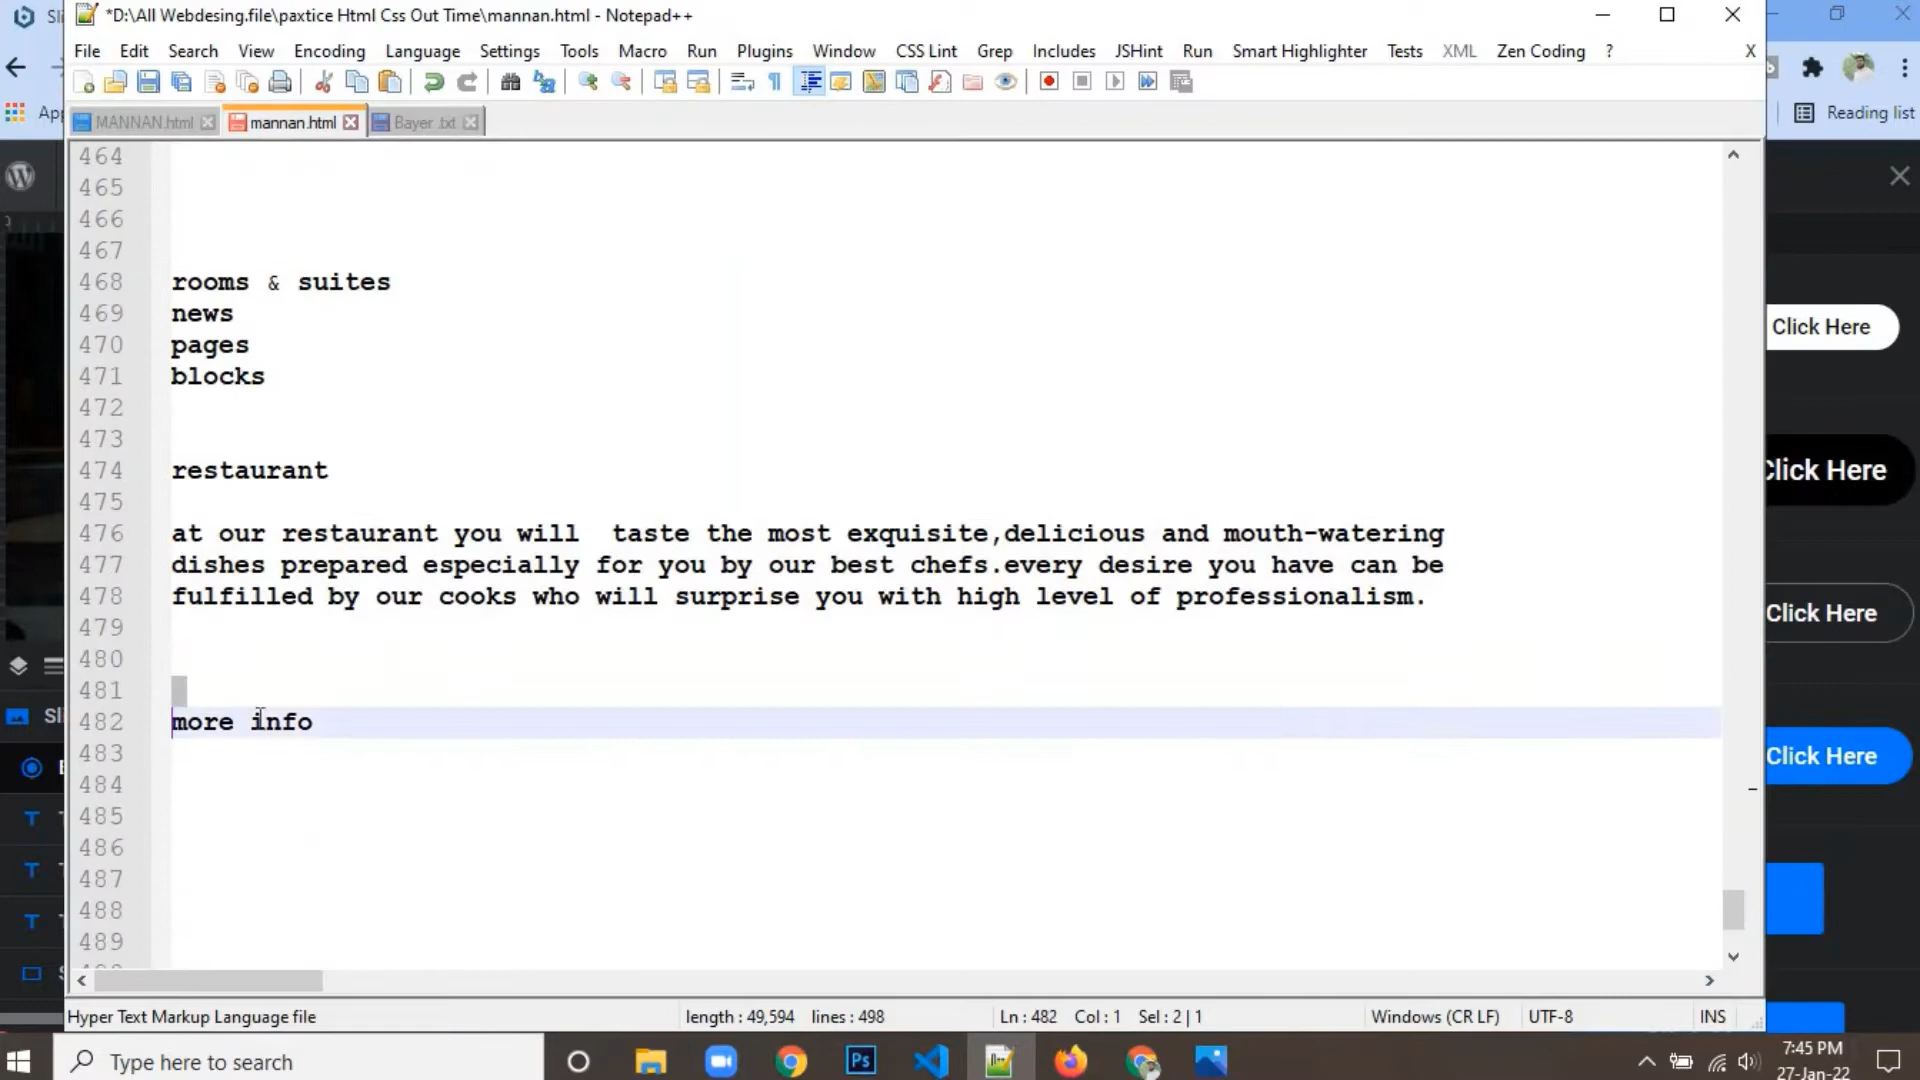 Sli
*D:\All Webdesing.file\paxtice Html Css Out Time\mannan.html - Notepad++
File Edit Search View Encoding Language Settings Tools Macro Run Plugins Window CSS Lint Grep Includes JSHint Run Smart Highlighter Tests XML Zen Coding ? X
App
MANNAN.html mannan.html Bayer .txt
Reading list
464
465
466
467
468 rooms & suites
469 news
470 pages
471 blocks
472
473
474 restaurant
475
476 at our restaurant you will  taste the most exquisite,delicious and mouth-watering
477 dishes prepared especially for you by our best chefs.every desire you have can be
478 fulfilled by our cooks who will surprise you with high level of professionalism.
479
480
481
482 more info
483
484
485
486
487
488
489
Click Here
Click Here
Click Here
Click Here
Hyper Text Markup Language file length : 49,594 lines : 498 Ln : 482 Col : 1 Sel : 2 | 1 Windows (CR LF) UTF-8 INS
Type here to search
Ps
7:45 PM
27-Jan-22